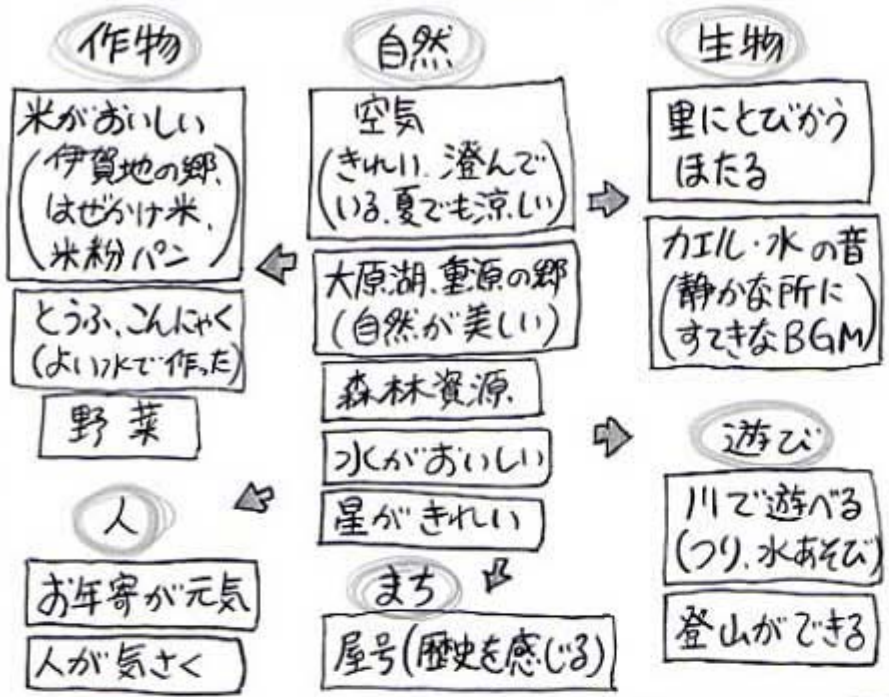 作物
米がおいしい
(伊賀地の郷、
はぜかけ米、
米粉パン)
とうふ、こんにゃく
(よい水で作った)
野菜
自然
空気
(きれい、澄んで
いる、夏でも涼しい)
大原湖、重源の郷
(自然が美しい)
森林資源
水がおいしい
星がきれい
生物
里にとびかう
ほたる
カエル・水の音
(静かな所に
すてきなBGM)
遊び
川で遊べる
(つり、水あそび)
登山ができる
人
お年寄が元気
人が気さく
まち
屋号(歴史を感じる)